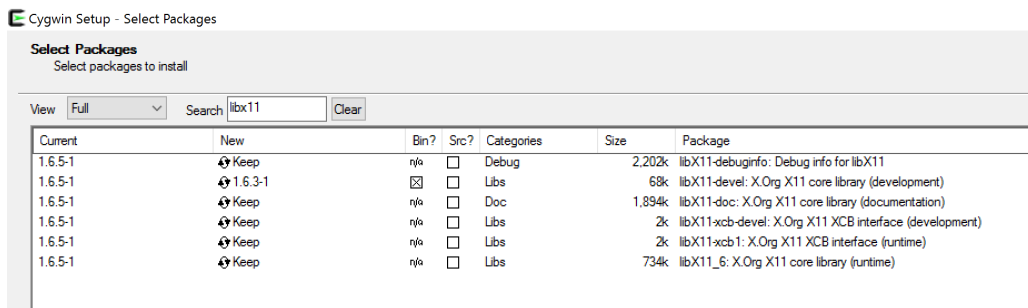 Cygwin Setup - Select Packages
Select Packages
Select packages to install
View Full Search libx11 Clear
Current New Bin? Src? Categories Size Package
1.6.5-1 Keep n/a Debug 2,202k libX11-debuginfo: Debug info for libX11
1.6.5-1 1.6.3-1 Libs 68k libX11-devel: X.Org X11 core library (development)
1.6.5-1 Keep n/a Doc 1,894k libX11-doc: X.Org X11 core library (documentation)
1.6.5-1 Keep n/a Libs 2k libX11-xcb-devel: X.Org X11 XCB interface (development)
1.6.5-1 Keep n/a Libs 2k libX11-xcb1: X.Org X11 XCB interface (runtime)
1.6.5-1 Keep n/a Libs 734k libX11_6: X.Org X11 core library (runtime)